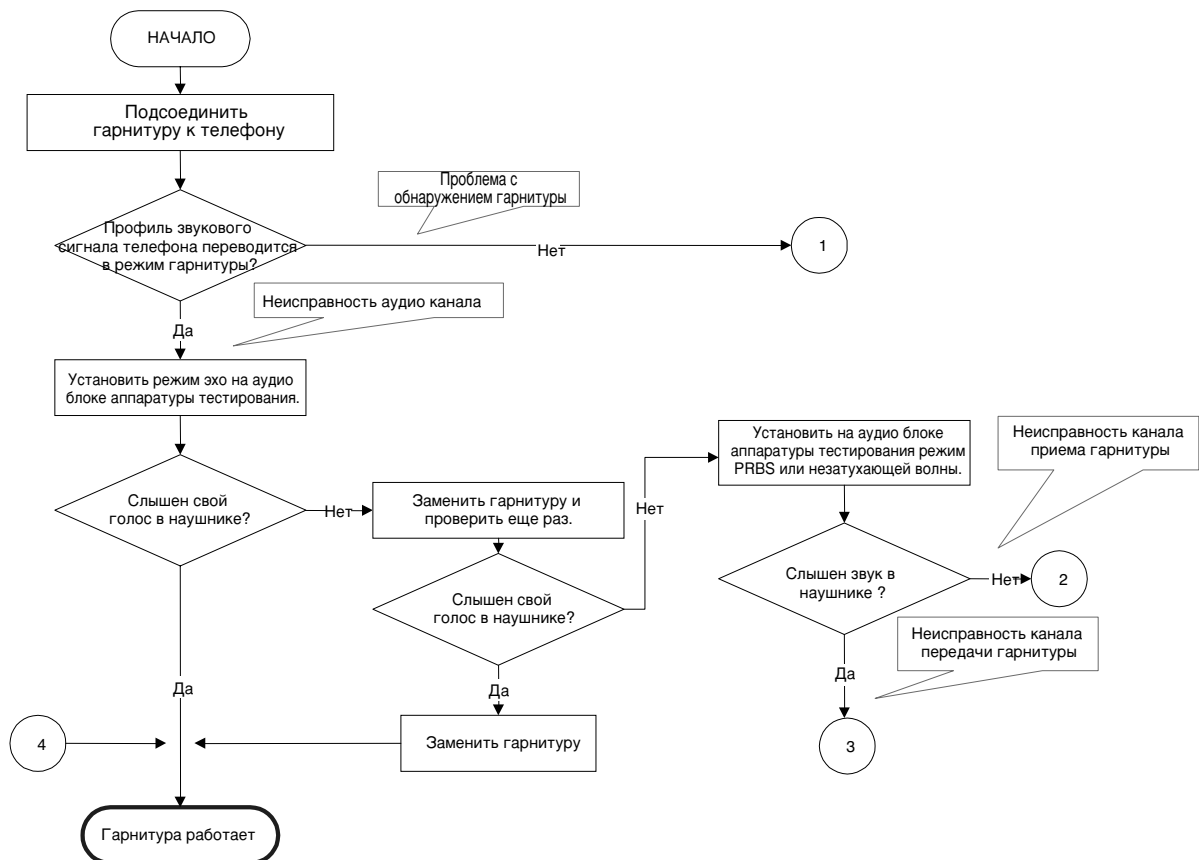 НАЧАЛО
Подсоединить
гарнитуру к телефону
Проблема с
обнаружением гарнитуры
Профиль звукового
сигнала телефона переводится
в режим гарнитуры?
Нет
1
Неисправность аудио канала
Да
Установить режим эхо на аудио
блоке аппаратуры тестирования.
Слышен свой
голос в наушнике?
Нет
Заменить гарнитуру и
проверить еще раз.
Слышен свой
голос в наушнике?
Нет
Установить на аудио блоке
аппаратуры тестирования режим
PRBS или незатухающей волны.
Неисправность канала
приема гарнитуры
Слышен звук в
наушнике ?
Нет
2
Неисправность канала
передачи гарнитуры
Да
3
Да
Заменить гарнитуру
Да
4
Гарнитура работает